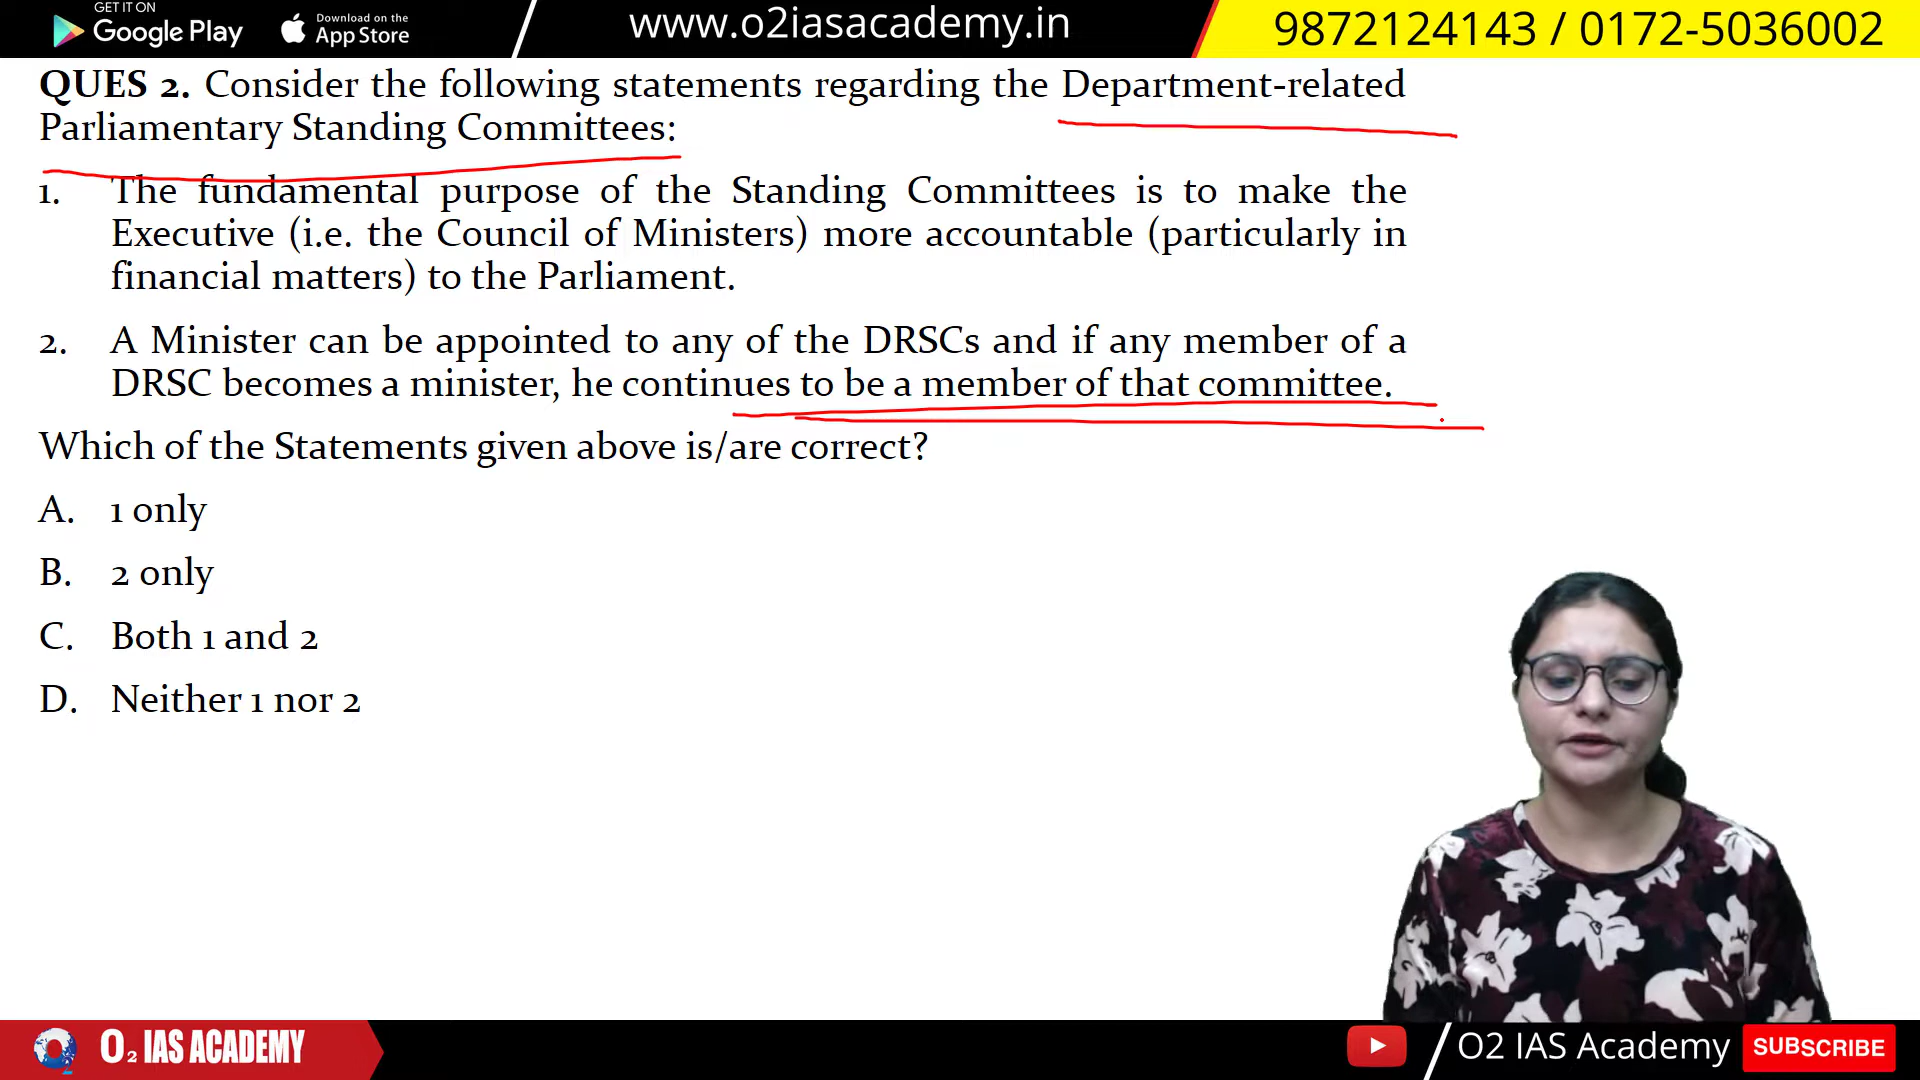 GET IT ON
Google Play
Download on the
App Store
www.o2iasacademy.in
9872124143 / 0172-5036002
QUES 2. Consider the following statements regarding the Department-related
Parliamentary Standing Committees:
1. The fundamental purpose of the Standing Committees is to make the
Executive (i.e. the Council of Ministers) more accountable (particularly in
financial matters) to the Parliament.
2. A Minister can be appointed to any of the DRSCs and if any member of a
DRSC becomes a minister, he continues to be a member of that committee.
Which of the Statements given above is/are correct?
A. 1 only
B. 2 only
C. Both 1 and 2
D. Neither 1 nor 2
O2 IAS ACADEMY
O2 IAS Academy
SUBSCRIBE